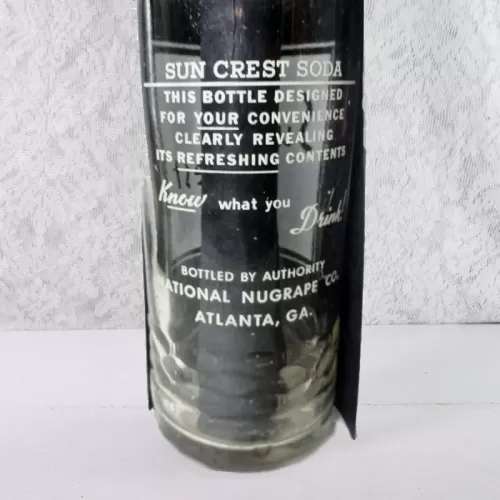 SUN CREST SODA
THIS BOTTLE DESIGNED
FOR YOUR CONVENIENCE
CLEARLY REVEALING
ITS REFRESHING CONTENTS
Know what you Drink!
BOTTLED BY AUTHORITY
NATIONAL NUGRAPE CO.
ATLANTA, GA.